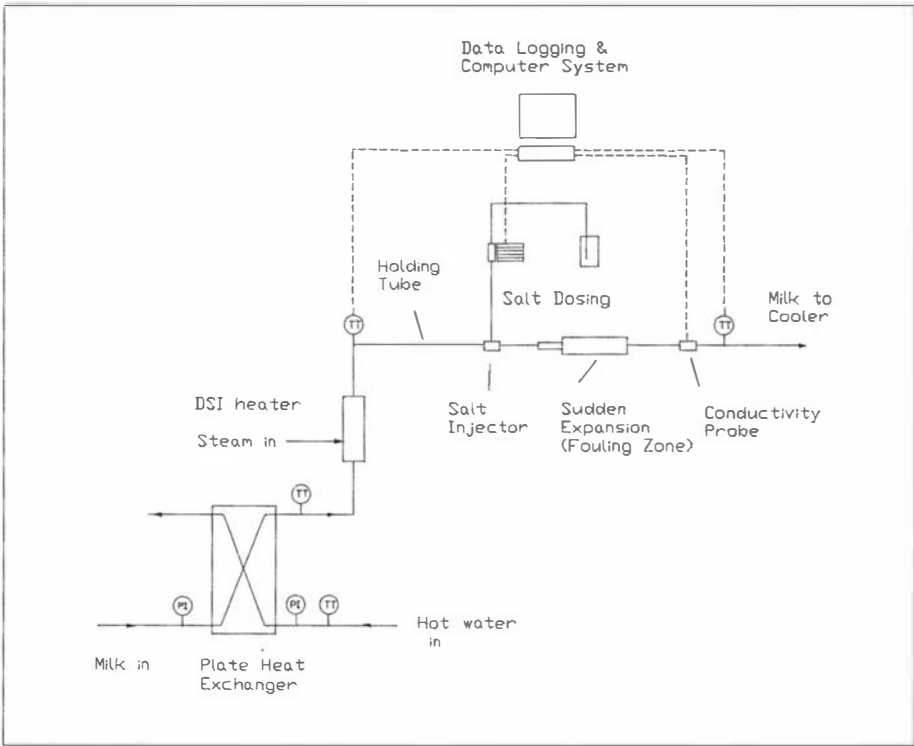 Data Logging &
Computer System
Holding
Tube
Salt Dosing
Milk to
Cooler
TT
TT
DSI heater
Steam in
Salt
Injector
Sudden
Expansion
(Fouling Zone)
Conductivity
Probe
TT
PI
PI
TT
Hot water
in
Milk in
Plate Heat
Exchanger